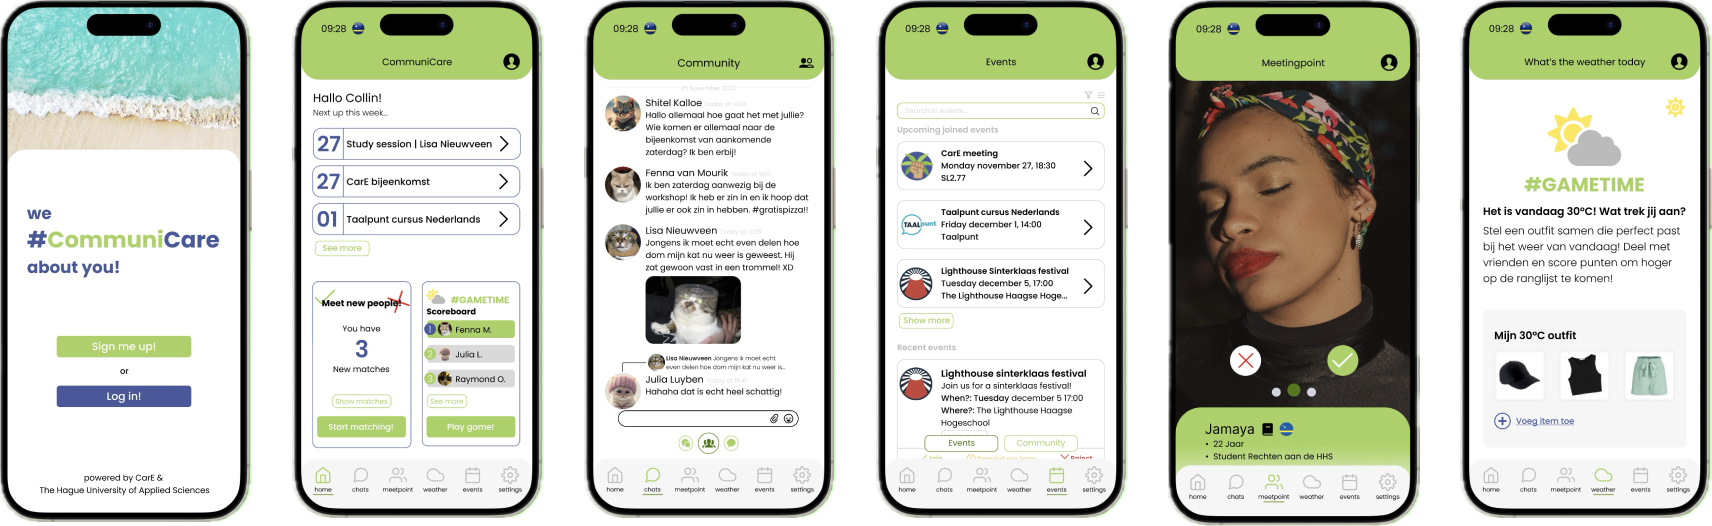 we
#CommuniCare
about you!
Sign me up!
or
Log in!
powered by CarE &
The Hague University of Applied Sciences
09:28
CommuniCare
Hallo Collin!
Next up this week...
27 Study session | Lisa Nieuwveen
27 CarE bijeenkomst
01 Taalpunt cursus Nederlands
See more
Meet new people!
You have
3
New matches
Show matches
Start matching!
#GAMETIME
Scoreboard
1 Fenna M.
2 Julia L.
3 Raymond O.
See more
Play game!
home chats meetpoint weather events settings
09:28
Community
Shitel Kalloe
Hallo allemaal hoe gaat het met jullie?
Wie komen er allemaal naar de
bijeenkomst van aankomende
zaterdag? Ik ben erbij!
Fenna van Mourik
Ik ben zaterdag aanwezig bij de
workshop! Ik heb er zin in en ik hoop dat
jullie er ook zin in hebben. #gratispizza!!
Lisa Nieuwveen
Jongens ik moet echt even delen hoe
dom mijn kat nu weer is geweest. Hij
zat gewoon vast in een trommel! XD
Lisa Nieuwveen Jongens ik moet echt
even delen hoe dom mijn kat nu weer is..
Julia Luyben
Hahaha dat is echt heel schattig!
home chats meetpoint weather events settings
09:28
Events
Search in events...
Upcoming joined events
CarE meeting
Monday november 27, 18:30
SL2.77
TAALpunt
Taalpunt cursus Nederlands
Friday december 1, 14:00
Taalpunt
Lighthouse Sinterklaas festival
Tuesday december 5, 17:00
The Lighthouse Haagse Hoge...
Show more
Recent events
Lighthouse sinterklaas festival
Join us for a sinterklaas festival!
When?: Tuesday december 5 17:00
Where?: The Lighthouse Haagse
Hogeschool
Events Community
Join Reject
home chats meetpoint weather events settings
09:28
Meetingpoint
Jamaya
• 22 Jaar
• Student Rechten aan de HHS
home chats meetpoint weather events settings
09:28
What's the weather today
#GAMETIME
Het is vandaag 30°C! Wat trek jij aan?
Stel een outfit samen die perfect past
bij het weer van vandaag! Deel met
vrienden en score punten om hoger
op de ranglijst te komen!
Mijn 30°C outfit
Voeg item toe
home chats meetpoint weather events settings